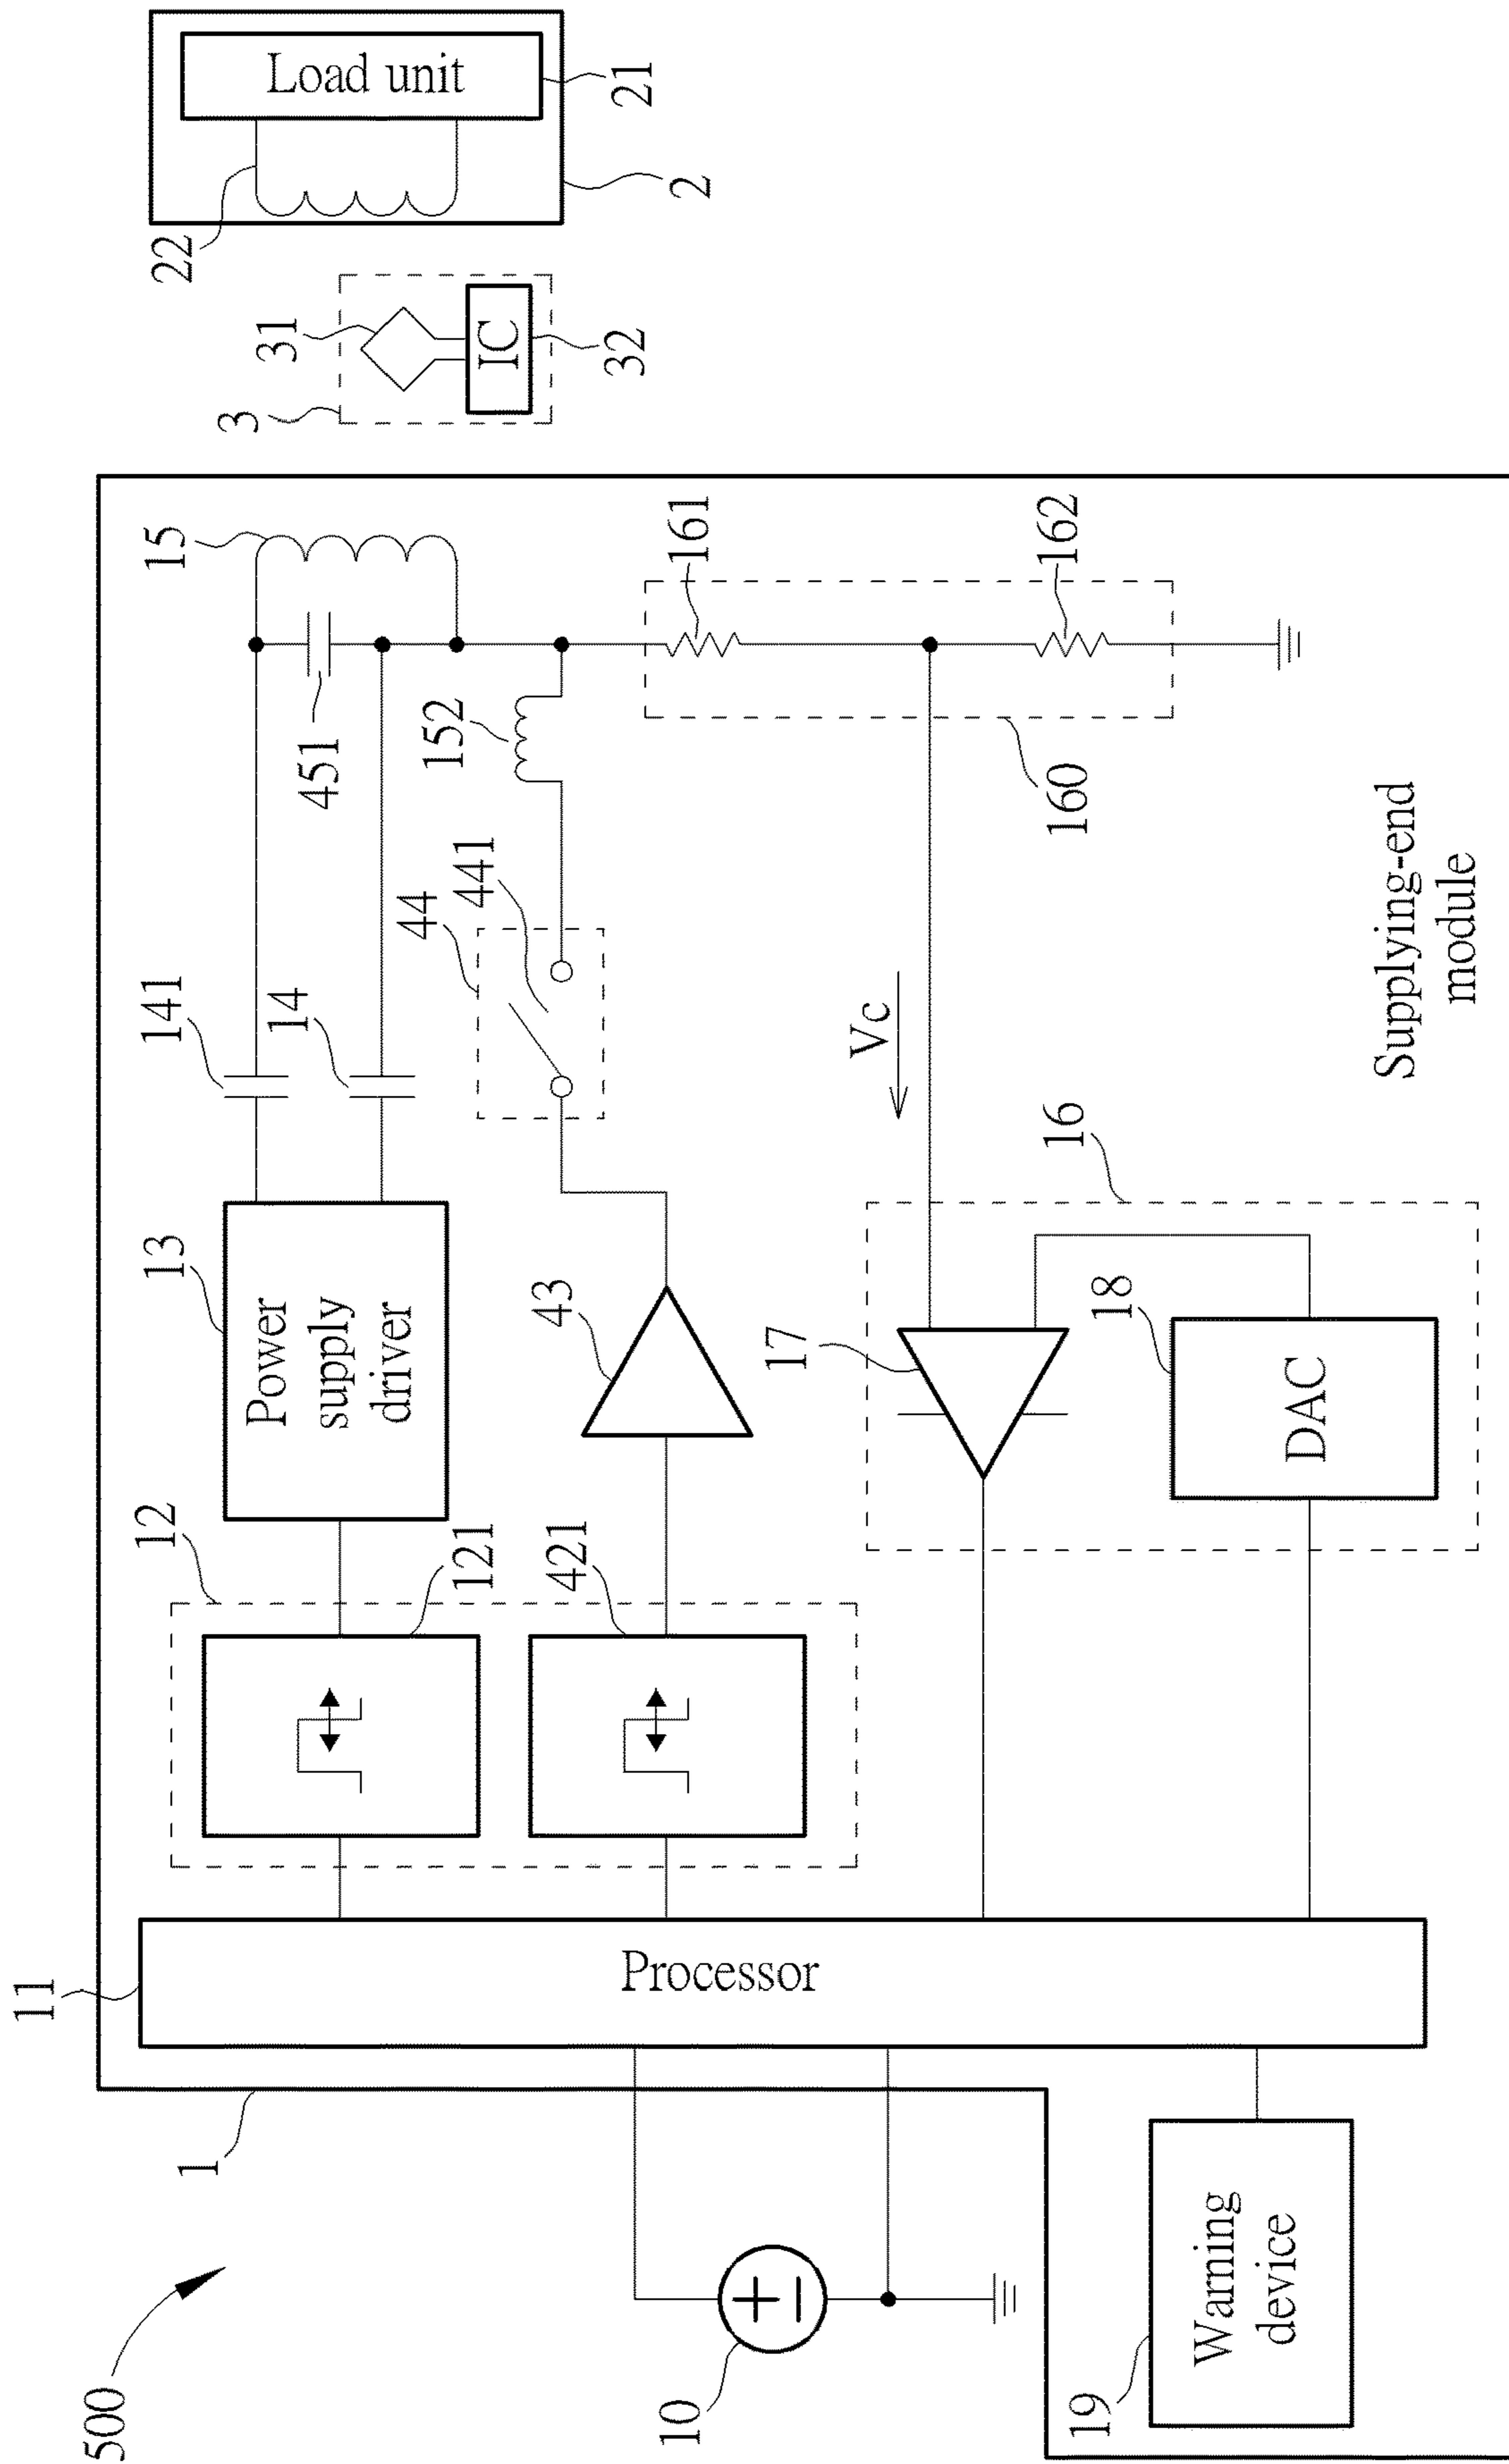 500
1
11
12
121
421
13
43
141
14
44
441
451
152
15
3
31
IC
32
22
Load unit
21
2
Power
supply
driver
Processor
10
+
−
17
Vc
16
18
DAC
160
161
162
19
Warning
device
Supplying-end
module